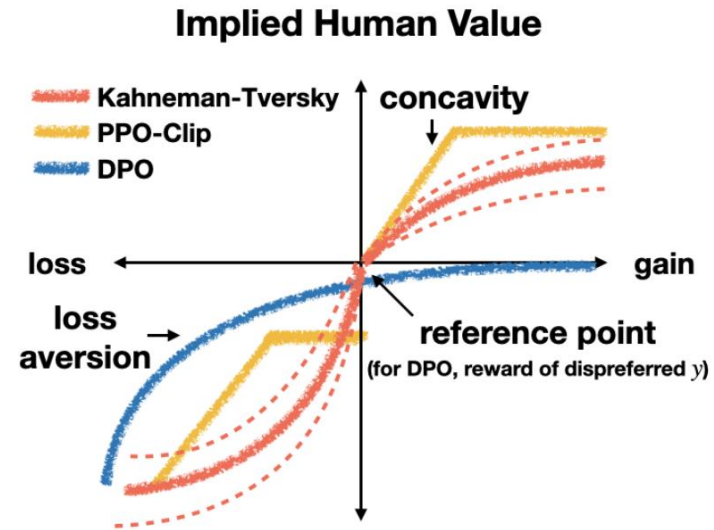 Implied Human Value
Kahneman-Tversky
PPO-Clip
DPO
concavity
loss
gain
loss
aversion
reference point
(for DPO, reward of dispreferred y)